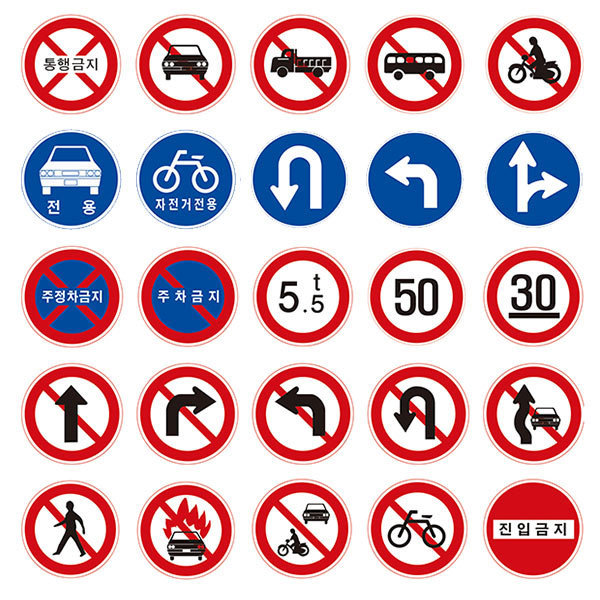 통행금지
전 용
자전거전용
주정차금지
주 차 금 지
5.5t
50
30
진입금지